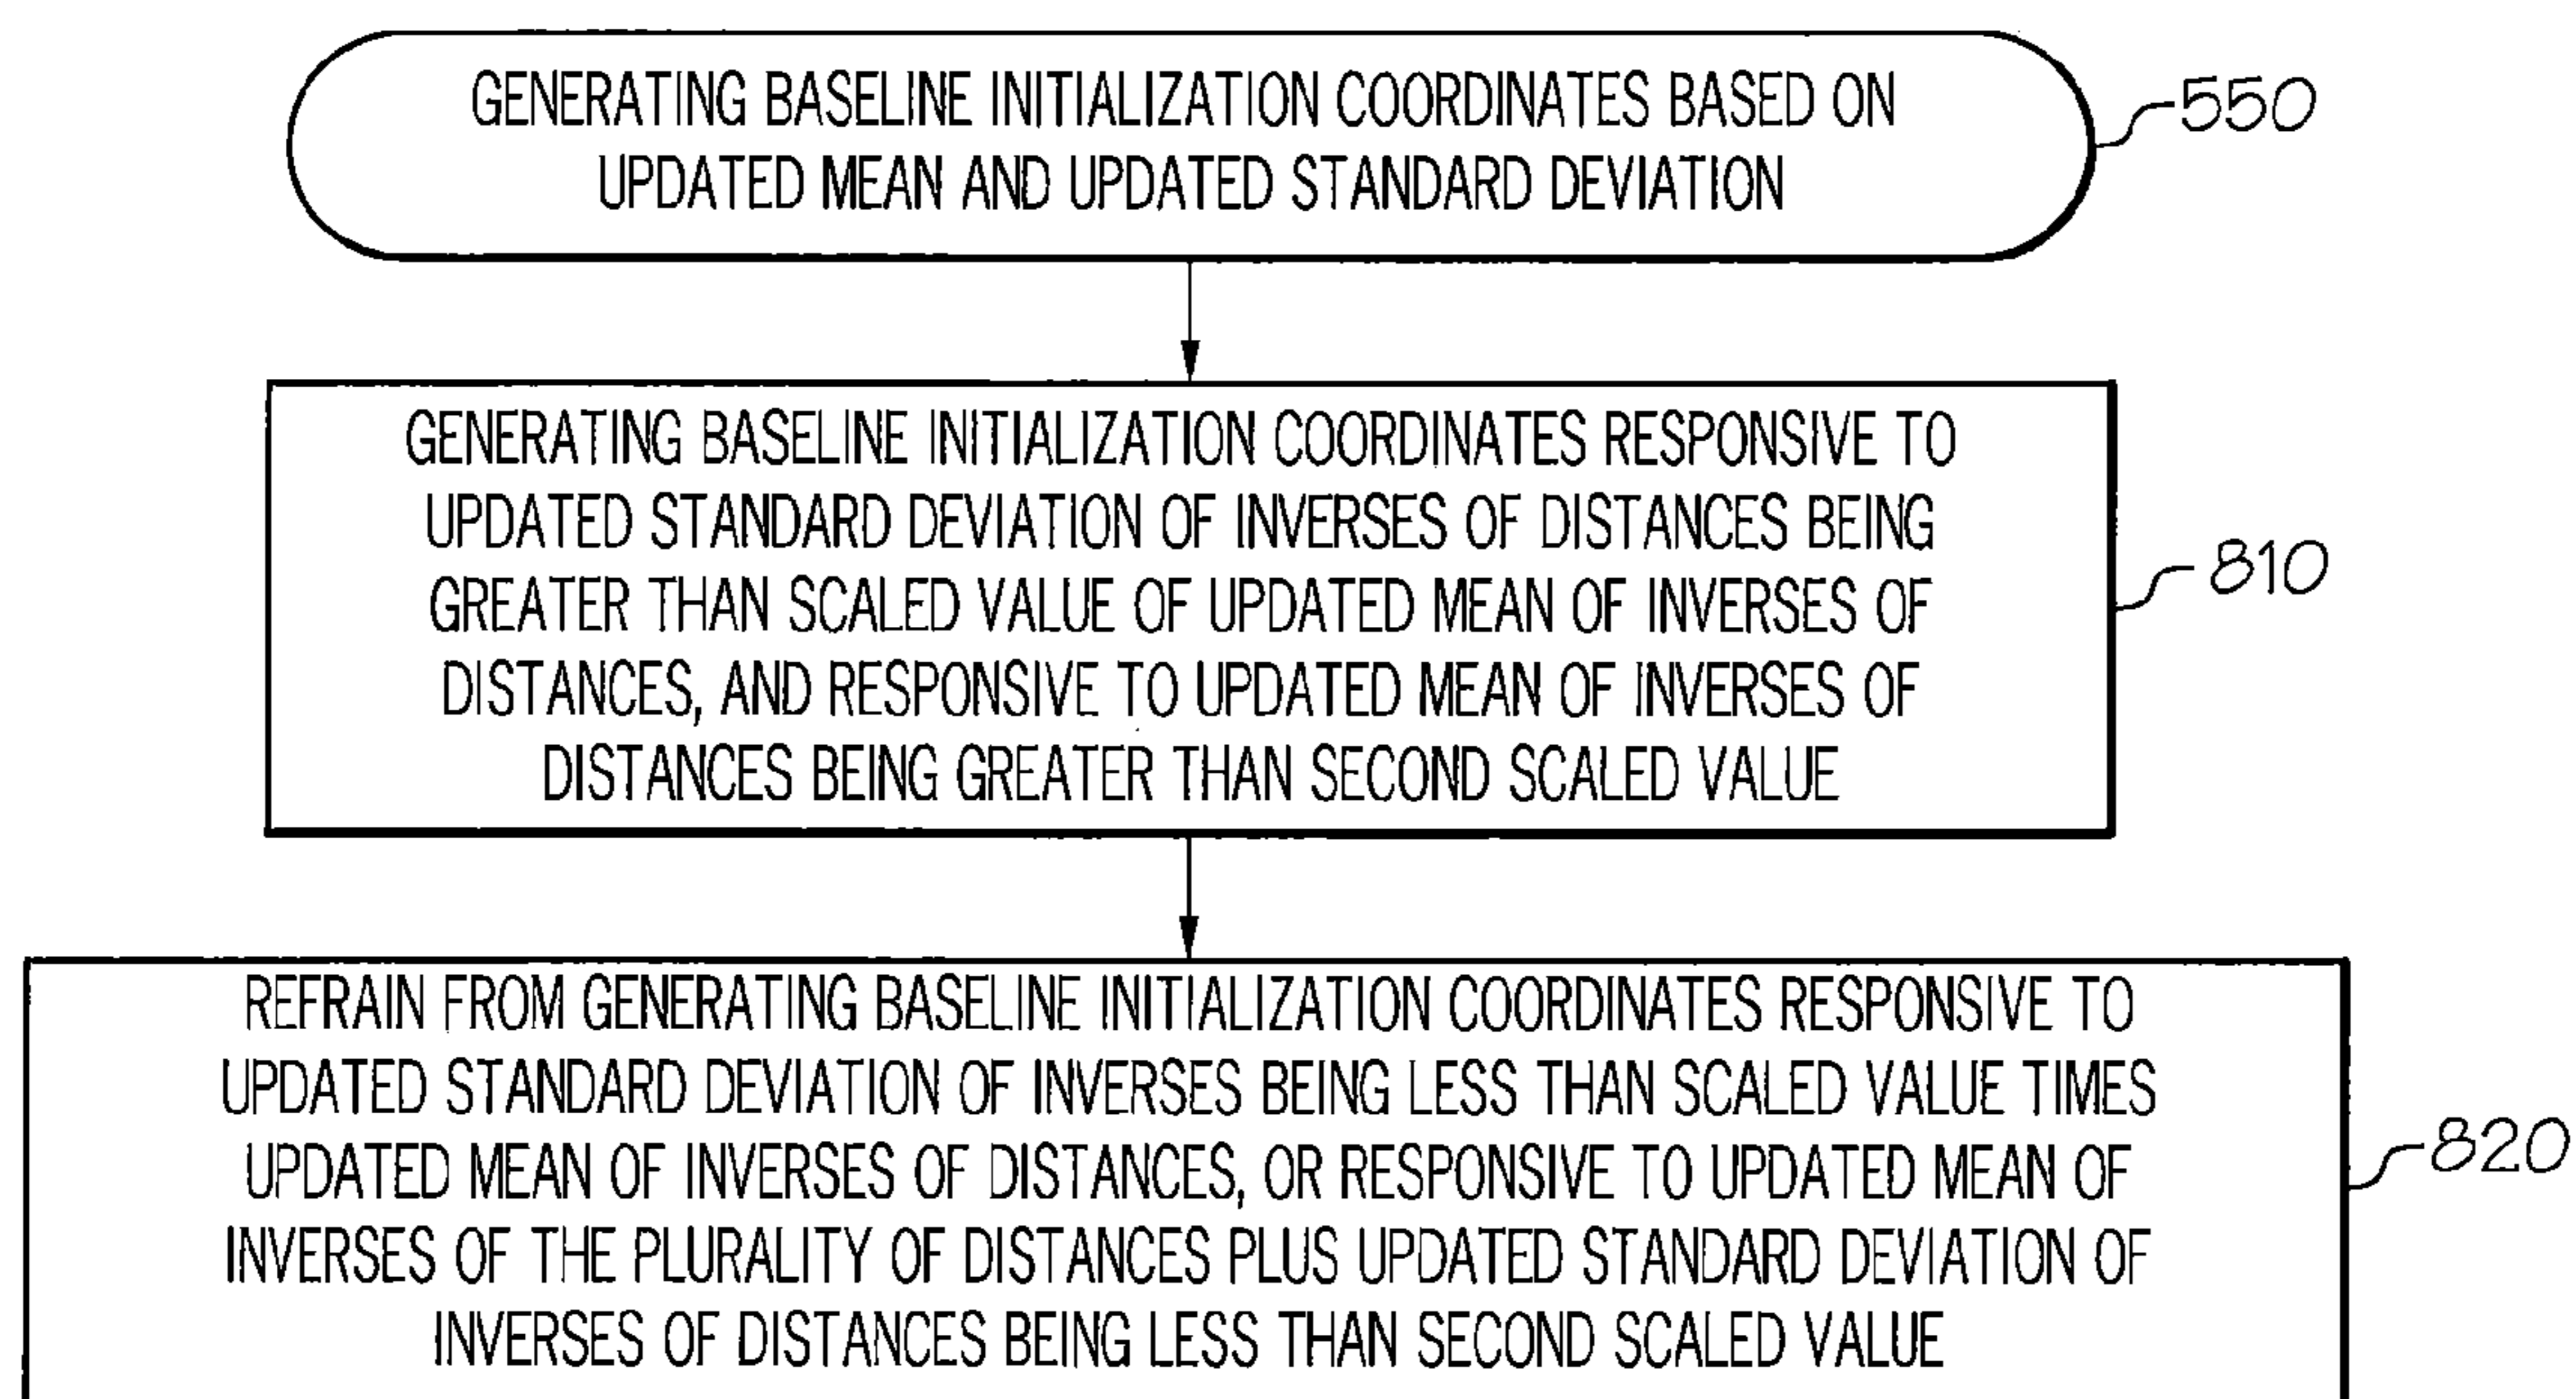 GENERATING BASELINE INITIALIZATION COORDINATES BASED ON
UPDATED MEAN AND UPDATED STANDARD DEVIATION
550
GENERATING BASELINE INITIALIZATION COORDINATES RESPONSIVE TO
UPDATED STANDARD DEVIATION OF INVERSES OF DISTANCES BEING
GREATER THAN SCALED VALUE OF UPDATED MEAN OF INVERSES OF
DISTANCES, AND RESPONSIVE TO UPDATED MEAN OF INVERSES OF
DISTANCES BEING GREATER THAN SECOND SCALED VALUE
810
REFRAIN FROM GENERATING BASELINE INITIALIZATION COORDINATES RESPONSIVE TO
UPDATED STANDARD DEVIATION OF INVERSES BEING LESS THAN SCALED VALUE TIMES
UPDATED MEAN OF INVERSES OF DISTANCES, OR RESPONSIVE TO UPDATED MEAN OF
INVERSES OF THE PLURALITY OF DISTANCES PLUS UPDATED STANDARD DEVIATION OF
INVERSES OF DISTANCES BEING LESS THAN SECOND SCALED VALUE
820